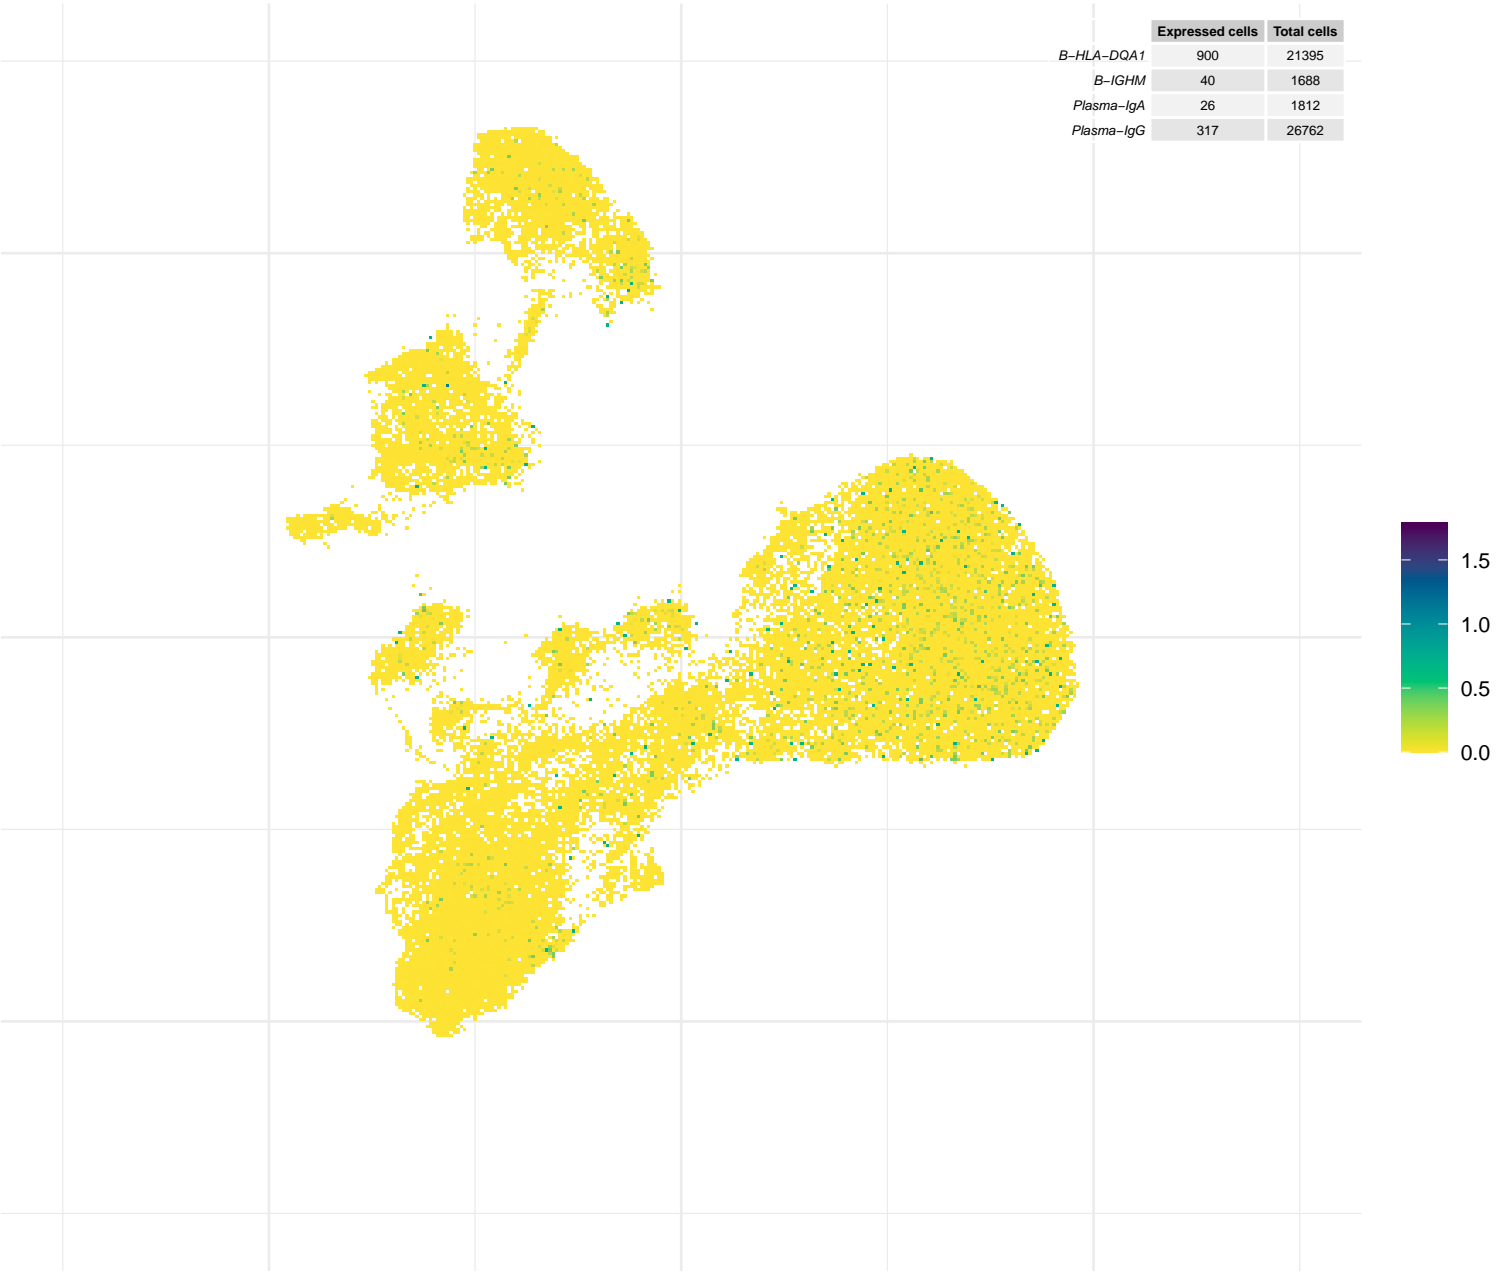 Expressed cells Total cells
B−HLA−DQA1 900 21395
B−IGHM 40 1688
Plasma−IgA 26 1812
Plasma−IgG 317 26762
1.5
1.0
0.5
0.0